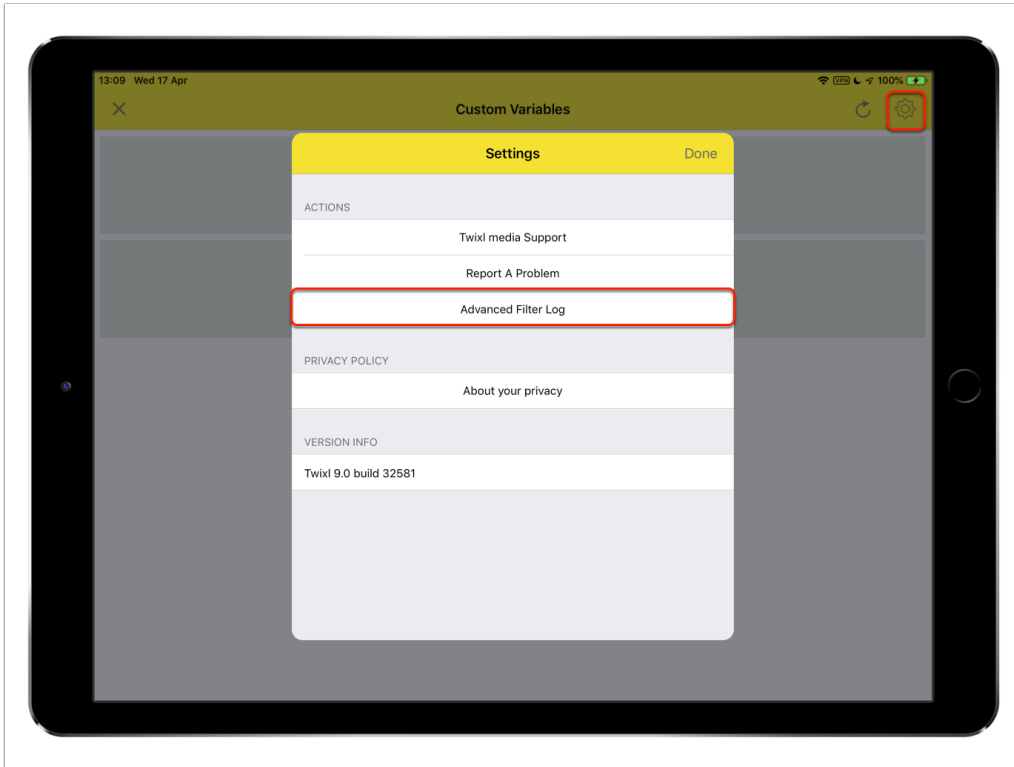 13:09 Wed 17 Apr
VPN 100%
Custom Variables
Settings
Done
ACTIONS
Twixl media Support
Report A Problem
Advanced Filter Log
PRIVACY POLICY
About your privacy
VERSION INFO
Twixl 9.0 build 32581